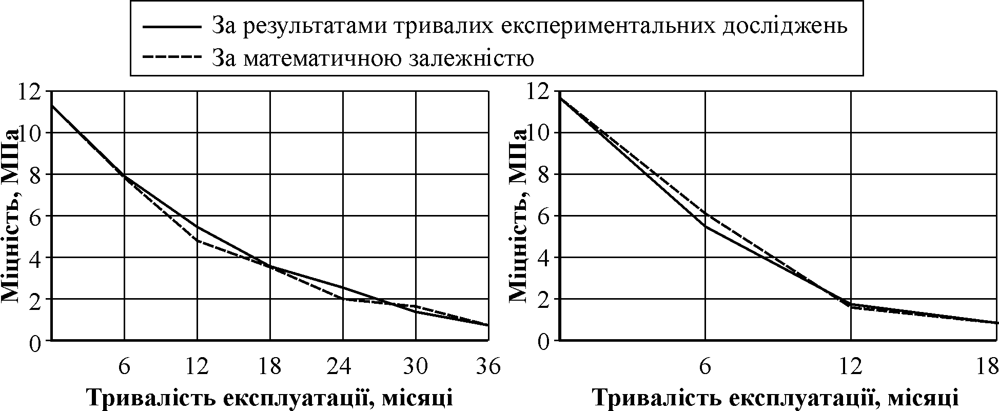 За результатами тривалих експериментальних досліджень
За математичною залежністю
12
10
8
6
4
2
0
Міцність, МПа
6 12 18 24 30 36
Тривалість експлуатації, місяці
12
10
8
6
4
2
0
Міцність, МПа
6 12 18
Тривалість експлуатації, місяці